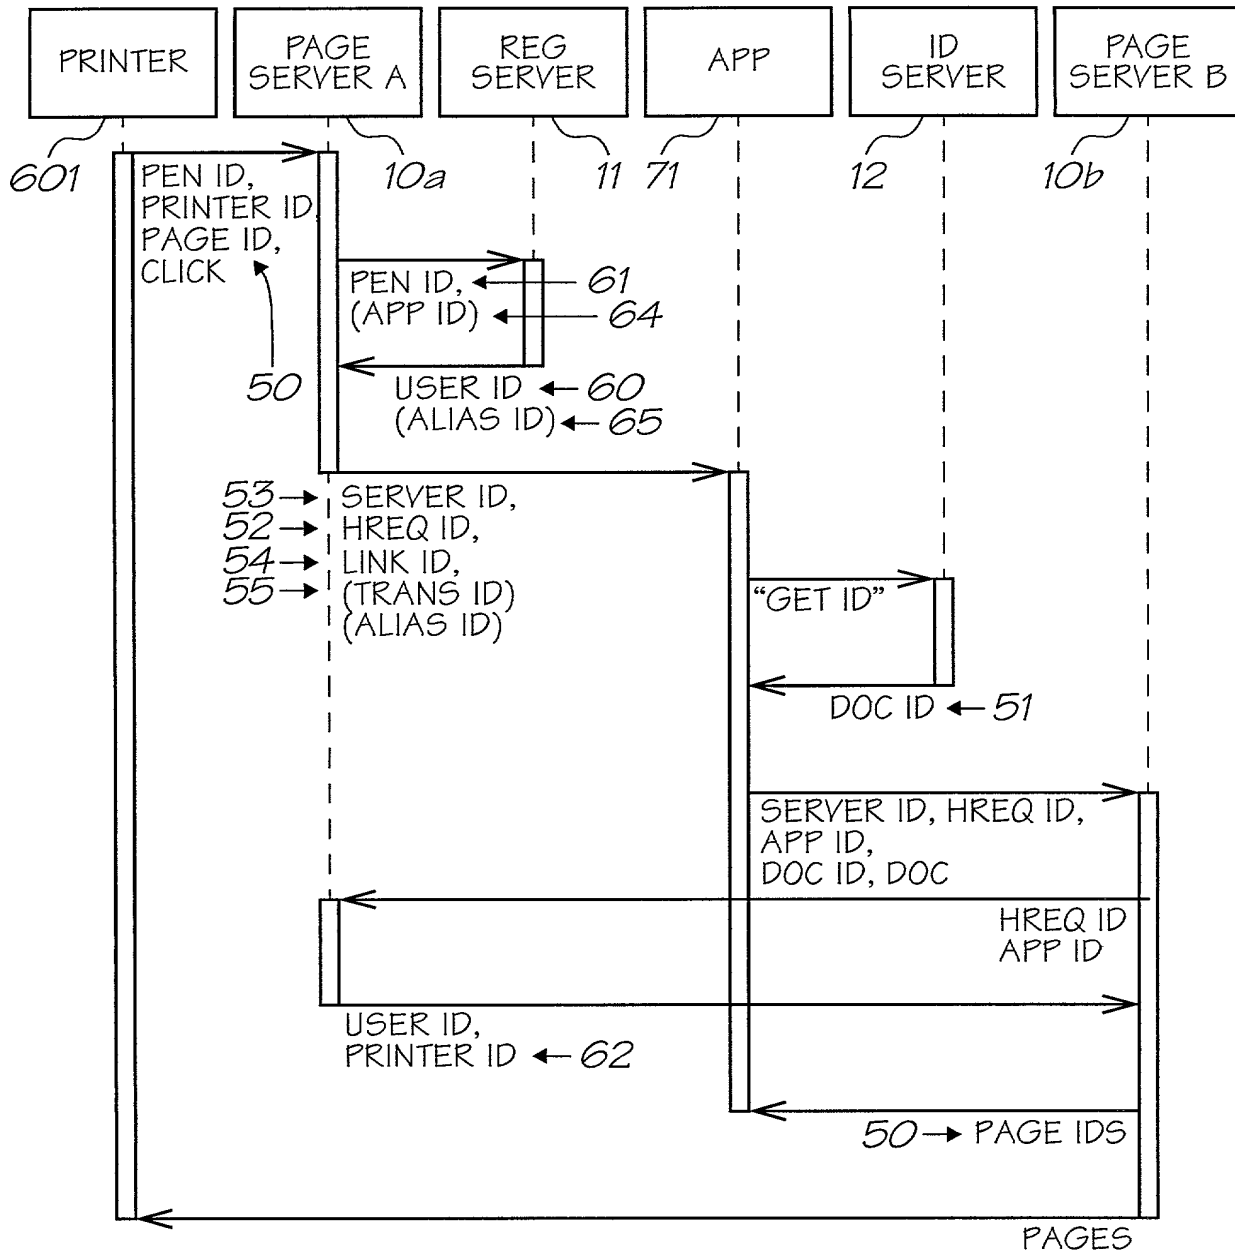 PRINTER
PAGE
SERVER A
REG
SERVER
APP
ID
SERVER
PAGE
SERVER B
601
10a
11
71
12
10b
PEN ID,
PRINTER ID
PAGE ID,
CLICK
50
PEN ID,
61
(APP ID)
64
USER ID
60
(ALIAS ID)
65
53
SERVER ID,
52
HREQ ID,
54
LINK ID,
55
(TRANS ID)
(ALIAS ID)
“GET ID”
DOC ID
51
SERVER ID, HREQ ID,
APP ID,
DOC ID, DOC
HREQ ID
APP ID
USER ID,
PRINTER ID
62
50
PAGE IDS
PAGES